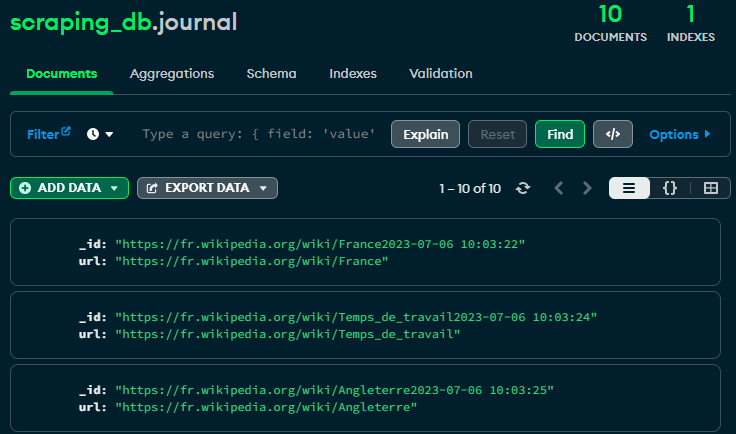 scraping_db.journal
10
DOCUMENTS
1
INDEXES
Documents Aggregations Schema Indexes Validation
Filter Type a query: { field: 'value' Explain Reset Find </> Options
ADD DATA EXPORT DATA 1 – 10 of 10 {}
_id: "https://fr.wikipedia.org/wiki/France2023-07-06 10:03:22"
url: "https://fr.wikipedia.org/wiki/France"
_id: "https://fr.wikipedia.org/wiki/Temps_de_travail2023-07-06 10:03:24"
url: "https://fr.wikipedia.org/wiki/Temps_de_travail"
_id: "https://fr.wikipedia.org/wiki/Angleterre2023-07-06 10:03:25"
url: "https://fr.wikipedia.org/wiki/Angleterre"